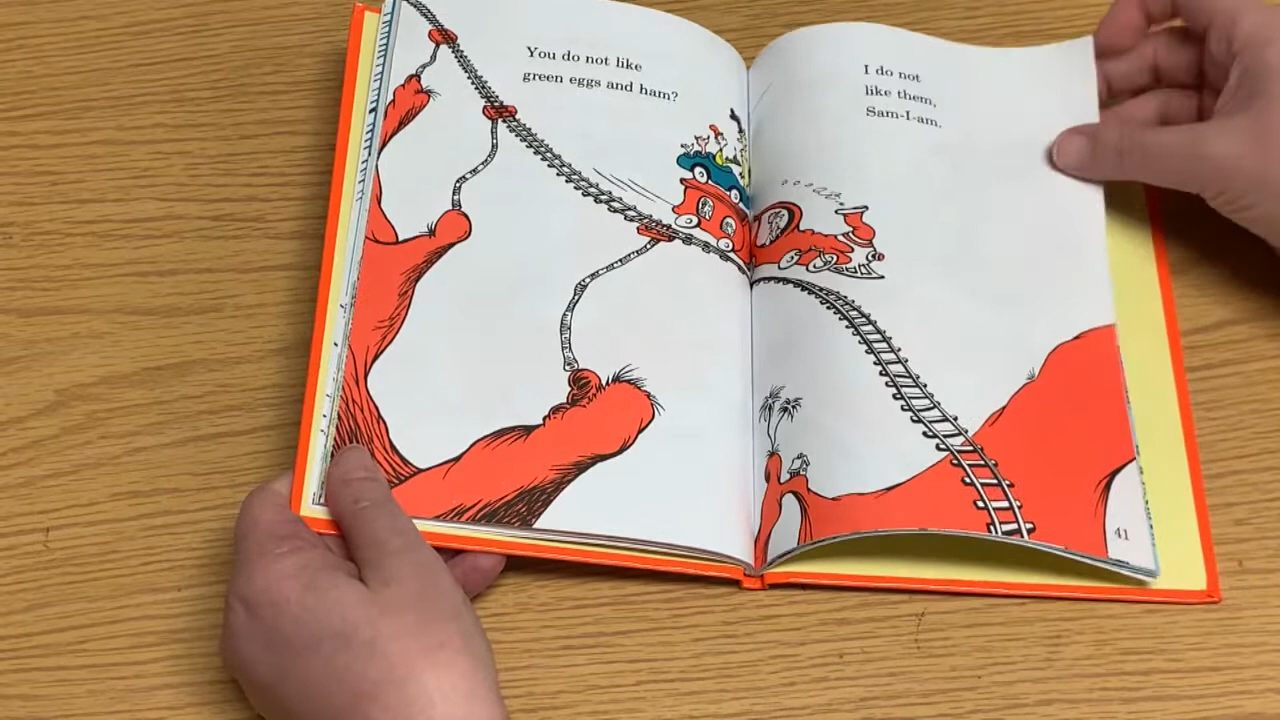 You do not like
green eggs and ham?
I do not
like them,
Sam-I-am.
41